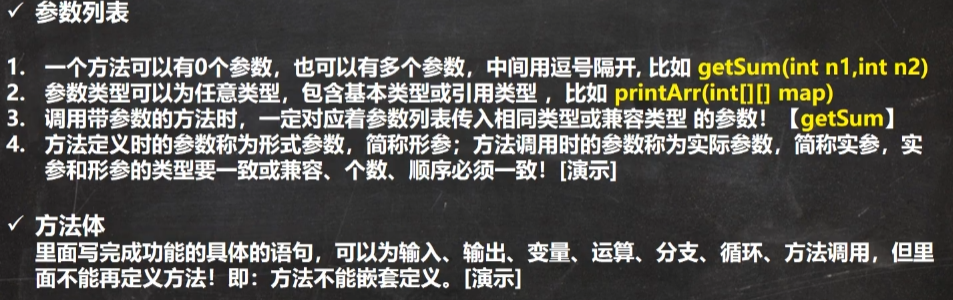 ✓ 参数列表
1. 一个方法可以有0个参数，也可以有多个参数，中间用逗号隔开, 比如 getSum(int n1,int n2)
2. 参数类型可以为任意类型，包含基本类型或引用类型 ，比如 printArr(int[][] map)
3. 调用带参数的方法时，一定对应着参数列表传入相同类型或兼容类型 的参数！【getSum】
4. 方法定义时的参数称为形式参数，简称形参；方法调用时的参数称为实际参数，简称实参，实
参和形参的类型要一致或兼容、个数、顺序必须一致！[演示]
✓ 方法体
里面写完成功能的具体的语句，可以为输入、输出、变量、运算、分支、循环、方法调用，但里
面不能再定义方法！即：方法不能嵌套定义。[演示]